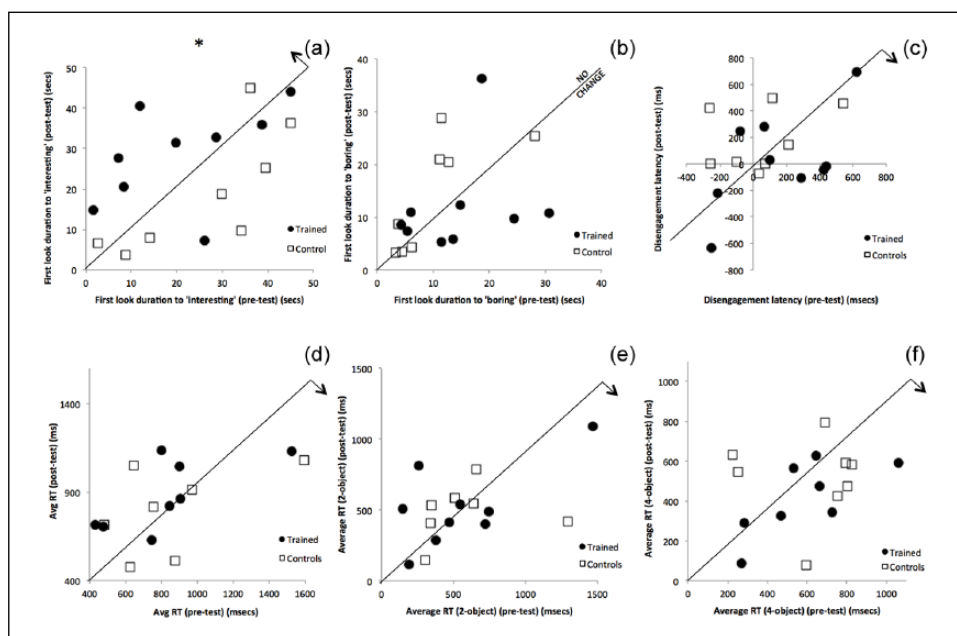 *
(a)
First look duration to 'interesting' (post-test) (secs)
50
40
30
20
10
0
0 10 20 30 40 50
First look duration to 'interesting' (pre-test) (secs)
Trained
Control
(b)
First look duration to 'boring' (post-test) (secs)
40
30
20
10
0
0 10 20 30 40
First look duration to 'boring' (pre-test) (secs)
NO
CHANGE
Trained
Control
(c)
Disengagement latency (post-test) (ms)
800
600
400
200
0
-200
-400
-600
-800
-400 -200 0 200 400 600 800
Disengagement latency (pre-test) (msecs)
Trained
Controls
(d)
Avg RT (post-test) (ms)
1400
900
400
400 600 800 1000 1200 1400 1600
Avg RT (pre-test) (msecs)
Trained
Controls
(e)
Average RT (2-object) (post-test) (ms)
1500
1000
500
0
0 500 1000 1500
Average RT (2-object) (pre-test) (msecs)
Trained
Controls
(f)
Average RT (4-object) (post-test) (ms)
1000
800
600
400
200
0
0 200 400 600 800 1000
Average RT (4-object) (pre-test) (msecs)
Trained
Controls